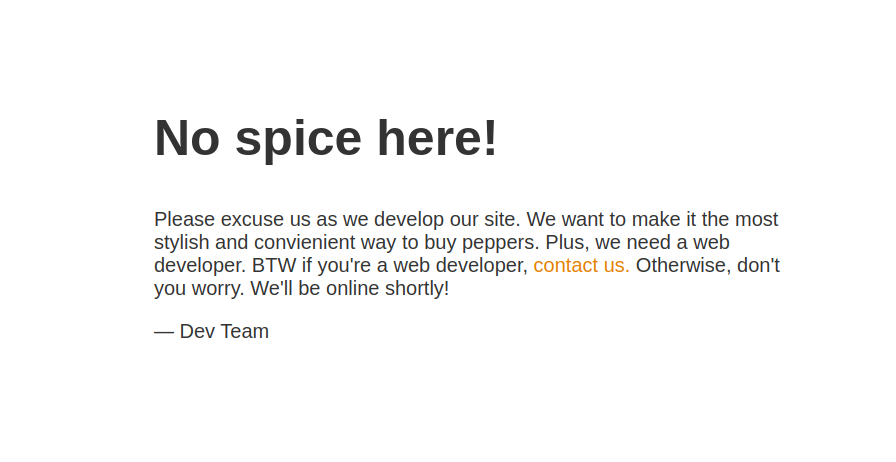 No spice here!
Please excuse us as we develop our site. We want to make it the most
stylish and convienient way to buy peppers. Plus, we need a web
developer. BTW if you're a web developer, contact us. Otherwise, don't
you worry. We'll be online shortly!
— Dev Team